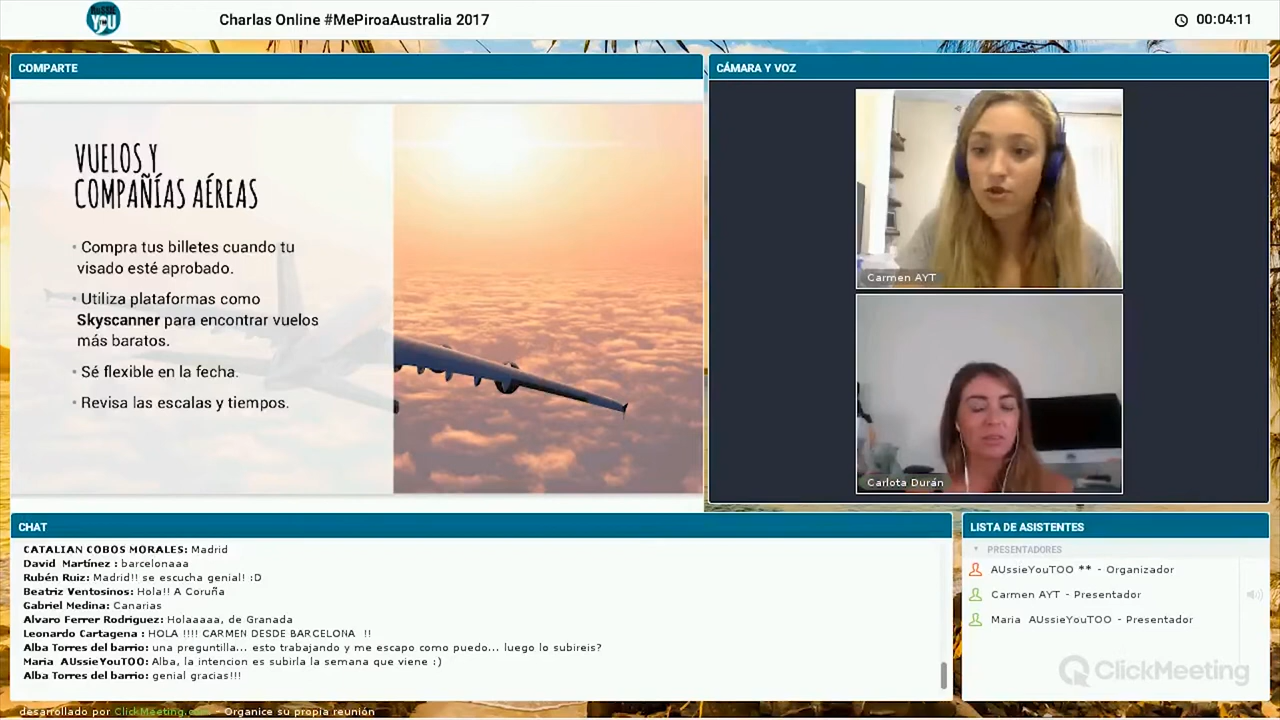 YOU
Charlas Online #MePiroaAustralia 2017
00:04:11
COMPARTE
CÁMARA Y VOZ
VUELOS Y
COMPAÑÍAS AÉREAS
• Compra tus billetes cuando tu
visado esté aprobado.
• Utiliza plataformas como
Skyscanner para encontrar vuelos
más baratos.
• Sé flexible en la fecha.
• Revisa las escalas y tiempos.
Carmen AYT
Carlota Durán
CHAT
CATALIAN COBOS MORALES: Madrid
David Martínez : barcelonaaa
Rubén Ruiz: Madrid!! se escucha genial! :D
Beatriz Ventosinos: Hola!! A Coruña
Gabriel Medina: Canarias
Alvaro Ferrer Rodriguez: Holaaaaa, de Granada
Leonardo Cartagena : HOLA !!!! CARMEN DESDE BARCELONA !!
Alba Torres del barrio: una preguntilla... esto trabajando y me escapo como puedo... luego lo subireis?
Maria AUssieYouTOO: Alba, la intencion es subirla la semana que viene :)
Alba Torres del barrio: genial gracias!!!
LISTA DE ASISTENTES
PRESENTADORES
AUssieYouTOO ** - Organizador
Carmen AYT - Presentador
Maria AUssieYouTOO - Presentador
ClickMeeting
desarrollado por ClickMeeting.com - Organice su propia reunión